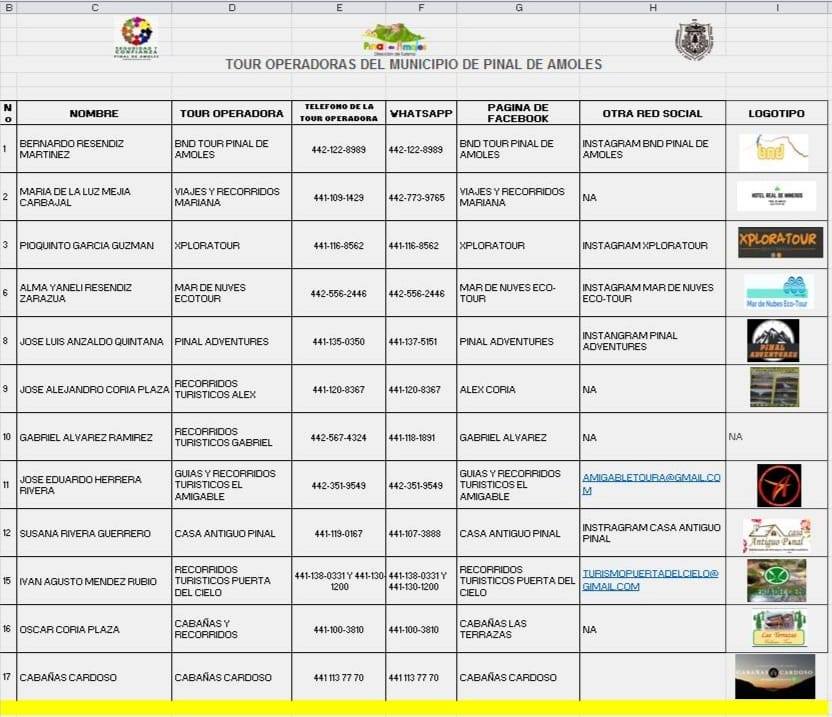 B C D E F G H I
SEGURIDAD Y
CONFIANZA
PINAL DE AMOLES
Pinal de Amoles
Dirección de Turismo
TOUR OPERADORAS DEL MUNICIPIO DE PINAL DE AMOLES
N
o
NOMBRE
TOUR OPERADORA
TELEFONO DE LA
TOUR OPERADORA
WHATSAPP
PAGINA DE
FACEBOOK
OTRA RED SOCIAL
LOGOTIPO
1
BERNARDO RESENDIZ
MARTINEZ
BND TOUR PINAL DE
AMOLES
442-122-8989
442-122-8989
BND TOUR PINAL DE
AMOLES
INSTAGRAM BND PINAL DE
AMOLES
bnd
2
MARIA DE LA LUZ MEJIA
CARBAJAL
VIAJES Y RECORRIDOS
MARIANA
441-109-1429
442-773-9765
VIAJES Y RECORRIDOS
MARIANA
NA
HOTEL REAL DE MINEROS
3
PIOQUINTO GARCIA GUZMAN
XPLORATOUR
441-116-8562
441-116-8562
XPLORATOUR
INSTAGRAM XPLORATOUR
XPLORATOUR
6
ALMA YANELI RESENDIZ
ZARAZUA
MAR DE NUVES
ECOTOUR
442-556-2446
442-556-2446
MAR DE NUVES ECO-
TOUR
INSTAGRAM MAR DE NUVES
ECO-TOUR
Mar de Nubes Eco-Tour
8
JOSE LUIS ANZALDO QUINTANA
PINAL ADVENTURES
441-135-0350
441-137-5151
PINAL ADVENTURES
INSTANGRAM PINAL
ADVENTURES
PINAL
ADVENTURES
9
JOSE ALEJANDRO CORIA PLAZA
RECORRIDOS
TURISTICOS ALEX
441-120-8367
441-120-8367
ALEX CORIA
NA
10
GABRIEL ALVAREZ RAMIREZ
RECORRIDOS
TURISTICOS GABRIEL
442-567-4324
441-118-1891
GABRIEL ALVAREZ
NA
NA
11
JOSE EDUARDO HERRERA
RIVERA
GUIAS Y RECORRIDOS
TURISTICOS EL
AMIGABLE
442-351-9549
442-351-9549
GUIAS Y RECORRIDOS
TURISTICOS EL
AMIGABLE
AMIGABLETOURA@GMAIL.CO
M
12
SUSANA RIVERA GUERRERO
CASA ANTIGUO PINAL
441-119-0167
441-107-3888
CASA ANTIGUO PINAL
INSTRAGRAM CASA ANTIGUO
PINAL
casa
Antiguo Pinal
15
IVAN AGUSTO MENDEZ RUBIO
RECORRIDOS
TURISTICOS PUERTA
DEL CIELO
441-138-0331 Y 441-130-
1200
441-138-0331 Y
441-130-1200
RECORRIDOS
TURISTICOS PUERTA DEL
CIELO
TURISMOPUERTADELCIELO@
GIMAIL.COM
16
OSCAR CORIA PLAZA
CABAÑAS Y
RECORRIDOS
441-100-3810
441-100-3810
CABAÑAS LAS
TERRAZAS
NA
Las Terrazas
17
CABAÑAS CARDOSO
CABAÑAS CARDOSO
441 113 77 70
441 113 77 70
CABAÑAS CARDOSO
CABAÑAS CARDOSO